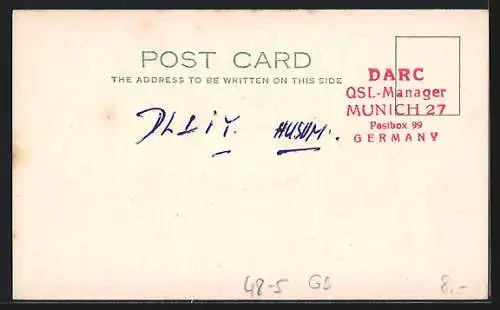 POST CARD
THE ADDRESS TO BE WRITTEN ON THIS SIDE
DARC
QSL-Manager
MUNICH 27
Postbox 99
GERMANY
DL1IY. HUSUM.
48-5 GS
8.-